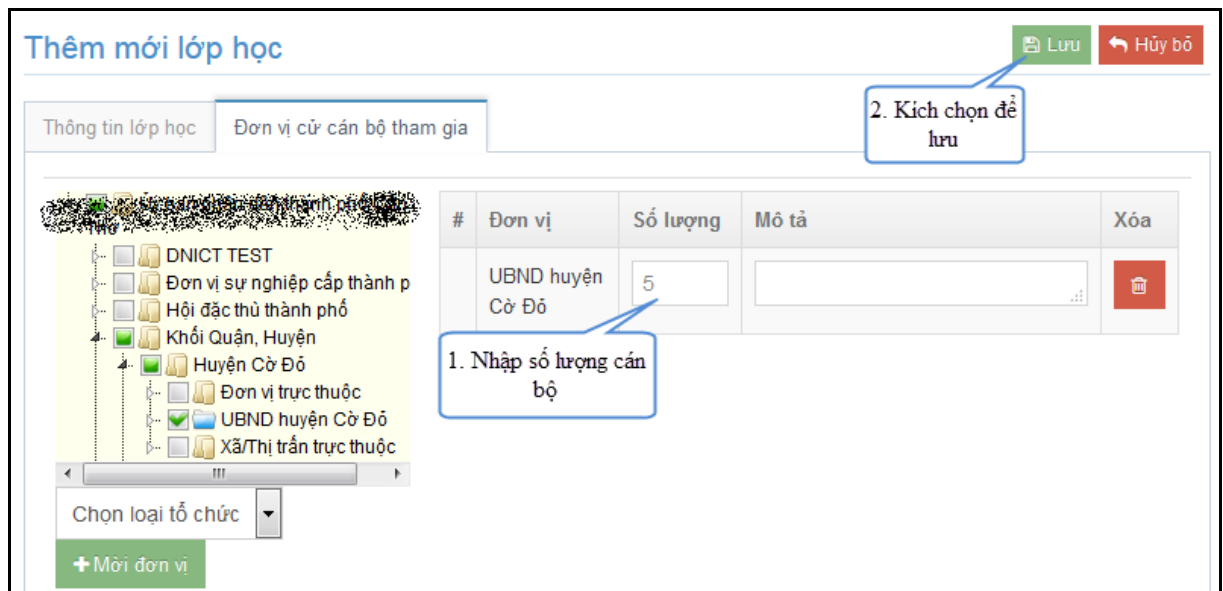 Thêm mới lớp học
Lưu
Hủy bỏ
2. Kích chọn để
lưu
Thông tin lớp học
Đơn vị cử cán bộ tham gia
DNICT TEST
Đơn vị sự nghiệp cấp thành p
Hội đặc thù thành phố
Khối Quận, Huyện
Huyện Cờ Đỏ
Đơn vị trực thuộc
UBND huyện Cờ Đỏ
Xã/Thị trấn trực thuộc
Chọn loại tổ chức
+Mời đơn vị
# Đơn vị Số lượng Mô tả Xóa
UBND huyện
Cờ Đỏ
5
1. Nhập số lượng cán
bộ